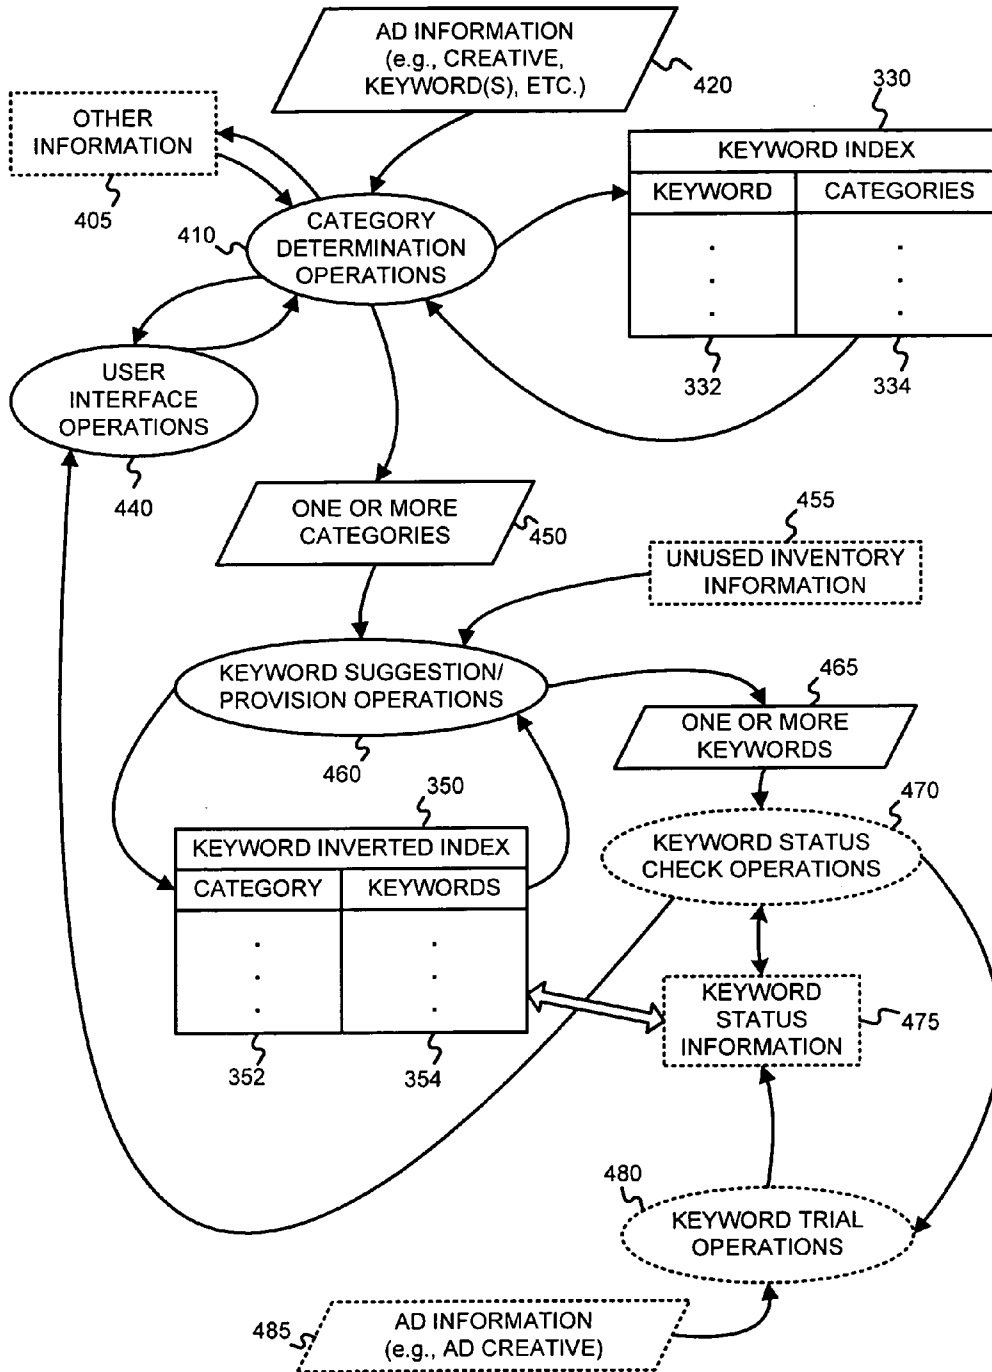 AD INFORMATION
(e.g., CREATIVE,
KEYWORD(S), ETC.)
420
OTHER
INFORMATION
405
330
KEYWORD INDEX
KEYWORD
CATEGORIES
. .
. .
. .
332
334
410
CATEGORY
DETERMINATION
OPERATIONS
USER
INTERFACE
OPERATIONS
440
ONE OR MORE
CATEGORIES
450
455
UNUSED INVENTORY
INFORMATION
KEYWORD SUGGESTION/
PROVISION OPERATIONS
460
465
ONE OR MORE
KEYWORDS
350
KEYWORD INVERTED INDEX
CATEGORY
KEYWORDS
. .
. .
. .
352
354
470
KEYWORD STATUS
CHECK OPERATIONS
KEYWORD
STATUS
INFORMATION
475
480
KEYWORD TRIAL
OPERATIONS
485
AD INFORMATION
(e.g., AD CREATIVE)